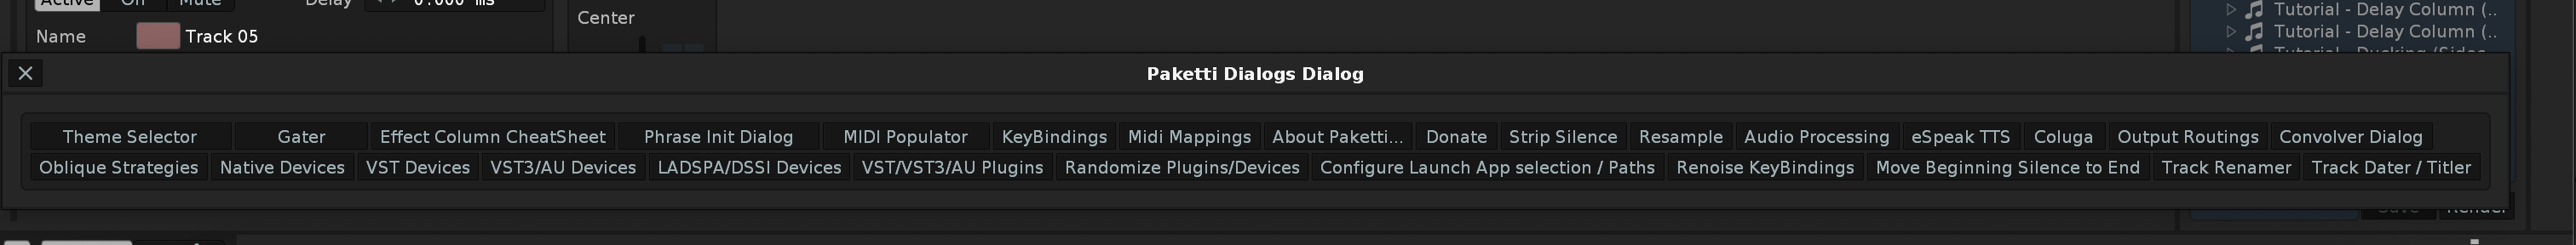 Active Off Mute Delay 0.000 ms
Center
Name Track 05
Tutorial - Delay Column (..
Tutorial - Delay Column (..
Paketti Dialogs Dialog
Theme Selector Gater Effect Column CheatSheet Phrase Init Dialog MIDI Populator KeyBindings Midi Mappings About Paketti... Donate Strip Silence Resample Audio Processing eSpeak TTS Coluga Output Routings Convolver Dialog
Oblique Strategies Native Devices VST Devices VST3/AU Devices LADSPA/DSSI Devices VST/VST3/AU Plugins Randomize Plugins/Devices Configure Launch App selection / Paths Renoise KeyBindings Move Beginning Silence to End Track Renamer Track Dater / Titler
Save Render